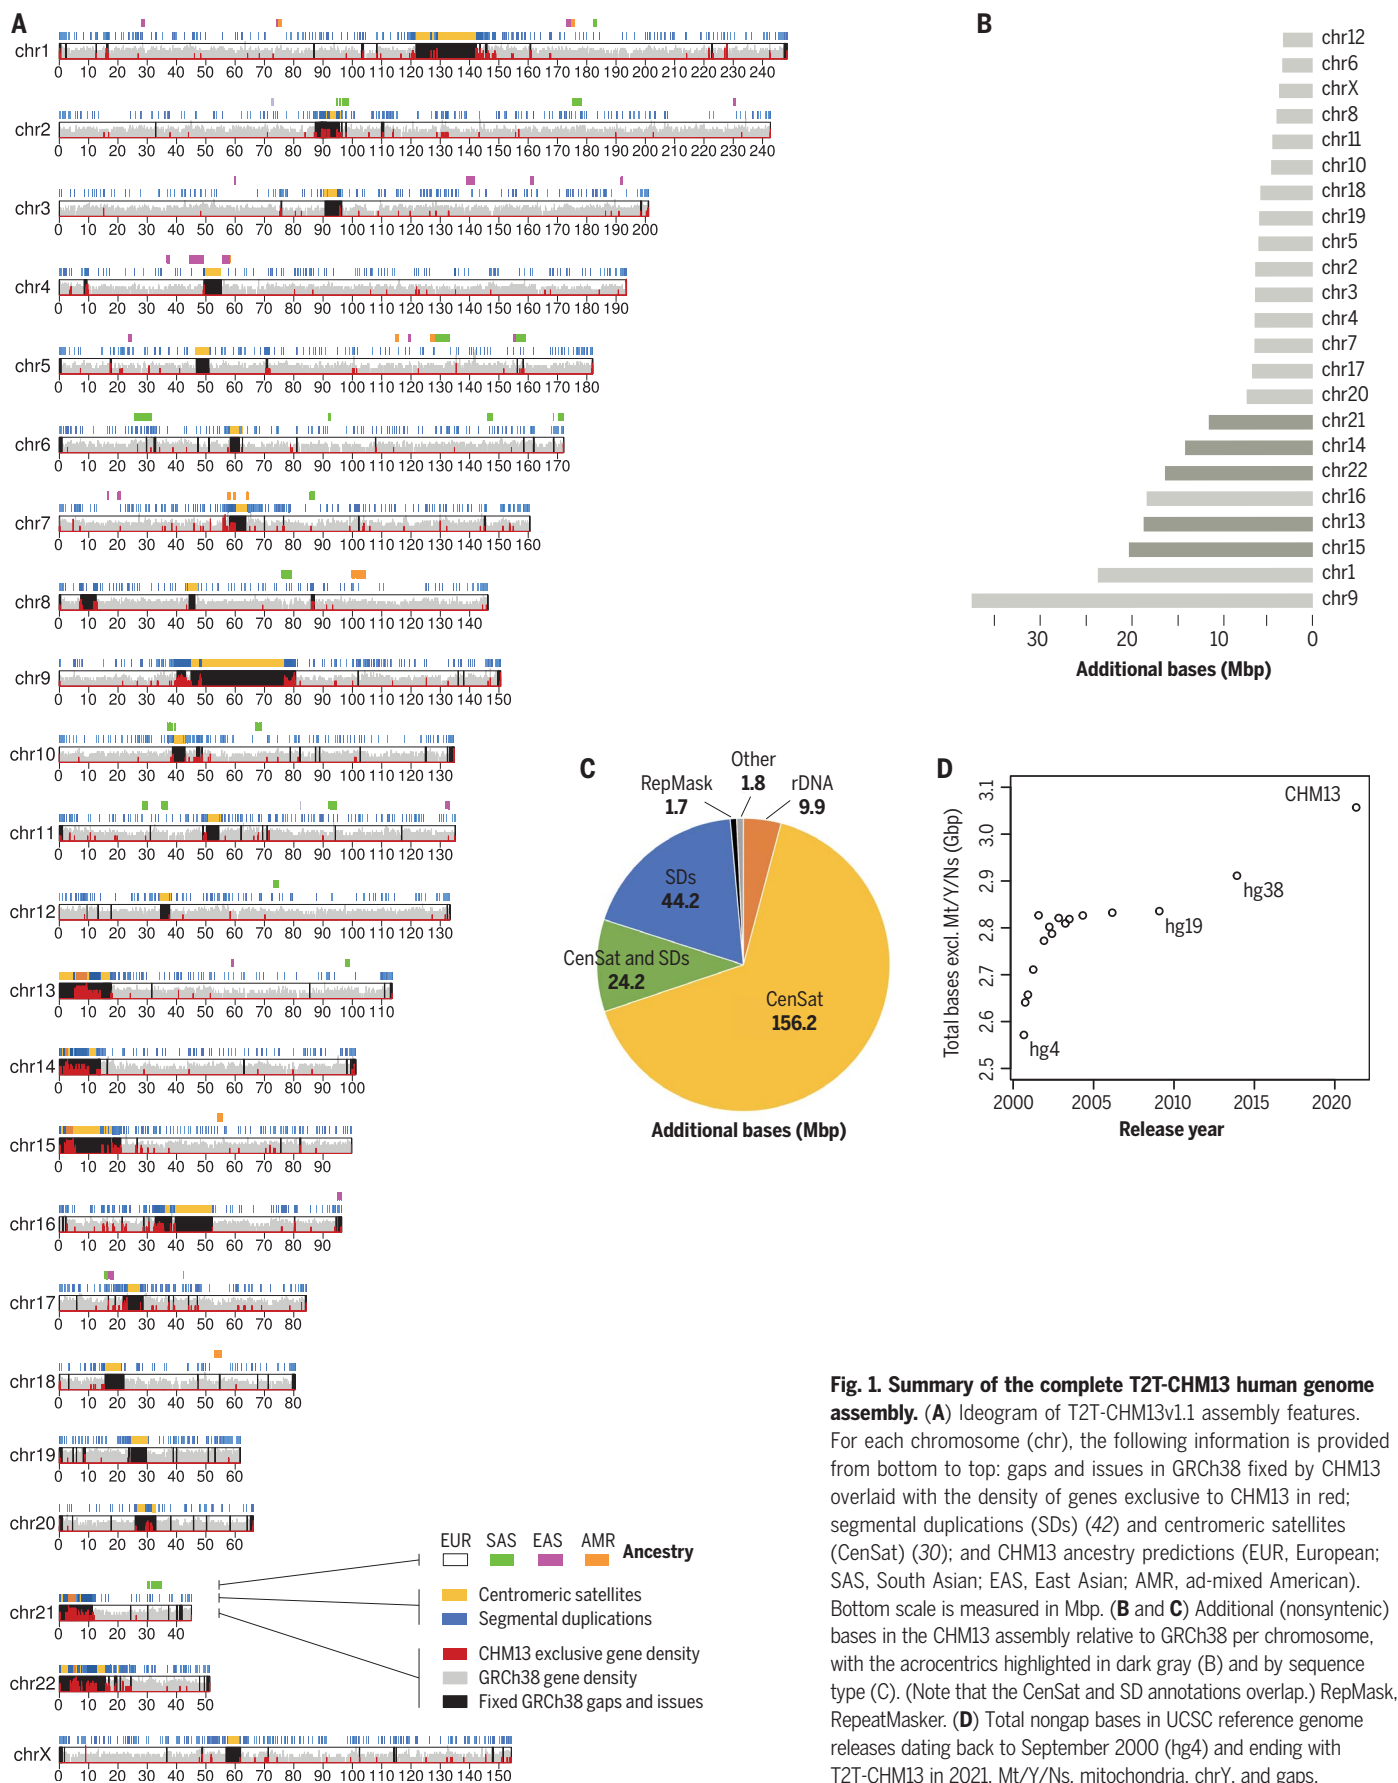 A
chr1
0 10 20 30 40 50 60 70 80 90 100 110 120 130 140 150 160 170 180 190 200 210 220 230 240
chr2
0 10 20 30 40 50 60 70 80 90 100 110 120 130 140 150 160 170 180 190 200 210 220 230 240
chr3
0 10 20 30 40 50 60 70 80 90 100 110 120 130 140 150 160 170 180 190 200
chr4
0 10 20 30 40 50 60 70 80 90 100 110 120 130 140 150 160 170 180 190
chr5
0 10 20 30 40 50 60 70 80 90 100 110 120 130 140 150 160 170 180
chr6
0 10 20 30 40 50 60 70 80 90 100 110 120 130 140 150 160 170
chr7
0 10 20 30 40 50 60 70 80 90 100 110 120 130 140 150 160
chr8
0 10 20 30 40 50 60 70 80 90 100 110 120 130 140
chr9
0 10 20 30 40 50 60 70 80 90 100 110 120 130 140 150
chr10
0 10 20 30 40 50 60 70 80 90 100 110 120 130
chr11
0 10 20 30 40 50 60 70 80 90 100 110 120 130
chr12
0 10 20 30 40 50 60 70 80 90 100 110 120 130
chr13
0 10 20 30 40 50 60 70 80 90 100 110
chr14
0 10 20 30 40 50 60 70 80 90 100
chr15
0 10 20 30 40 50 60 70 80 90
chr16
0 10 20 30 40 50 60 70 80 90
chr17
0 10 20 30 40 50 60 70 80
chr18
0 10 20 30 40 50 60 70 80
chr19
0 10 20 30 40 50 60
chr20
0 10 20 30 40 50 60
chr21
0 10 20 30 40
chr22
0 10 20 30 40 50
chrX
0 10 20 30 40 50 60 70 80 90 100 110 120 130 140 150
EUR SAS EAS AMR Ancestry
Centromeric satellites
Segmental duplications
CHM13 exclusive gene density
GRCh38 gene density
Fixed GRCh38 gaps and issues
B
chr12
chr6
chrX
chr8
chr11
chr10
chr18
chr19
chr5
chr2
chr3
chr4
chr7
chr17
chr20
chr21
chr14
chr22
chr16
chr13
chr15
chr1
chr9
30 20 10 0
Additional bases (Mbp)
C
Other
1.8
RepMask
1.7
rDNA
9.9
SDs
44.2
CenSat and SDs
24.2
CenSat
156.2
Additional bases (Mbp)
D
Total bases excl. Mt/Y/Ns (Gbp)
3.1
3.0
2.9
2.8
2.7
2.6
2.5
CHM13
hg38
hg19
hg4
2000 2005 2010 2015 2020
Release year
Fig. 1. Summary of the complete T2T-CHM13 human genome
assembly. (A) Ideogram of T2T-CHM13v1.1 assembly features.
For each chromosome (chr), the following information is provided
from bottom to top: gaps and issues in GRCh38 fixed by CHM13
overlaid with the density of genes exclusive to CHM13 in red;
segmental duplications (SDs) (42) and centromeric satellites
(CenSat) (30); and CHM13 ancestry predictions (EUR, European;
SAS, South Asian; EAS, East Asian; AMR, ad-mixed American).
Bottom scale is measured in Mbp. (B and C) Additional (nonsyntenic)
bases in the CHM13 assembly relative to GRCh38 per chromosome,
with the acrocentrics highlighted in dark gray (B) and by sequence
type (C). (Note that the CenSat and SD annotations overlap.) RepMask,
RepeatMasker. (D) Total nongap bases in UCSC reference genome
releases dating back to September 2000 (hg4) and ending with
T2T-CHM13 in 2021. Mt/Y/Ns, mitochondria, chrY, and gaps.